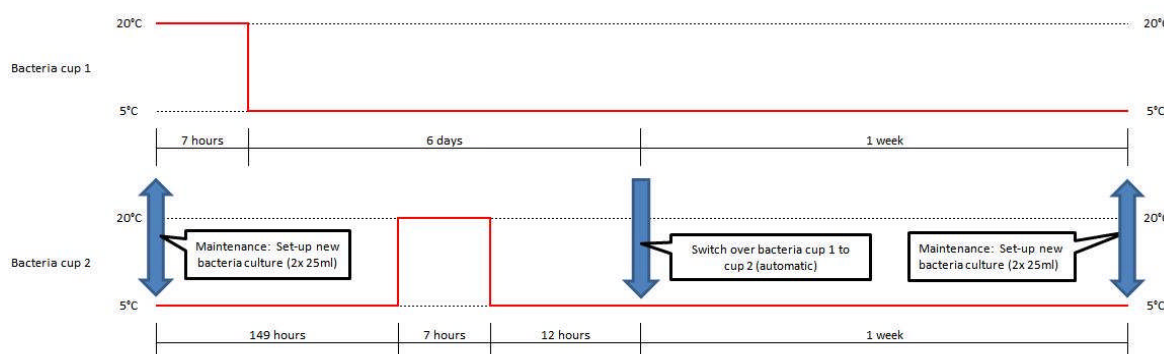 20°C
20°C
Bacteria cup 1
5°C
5°C
7 hours
6 days
1 week
20°C
20°C
Maintenance: Set-up new
bacteria culture (2x 25ml)
Switch over bacteria cup 1 to
cup 2 (automatic)
Maintenance: Set-up new
bacteria culture (2x 25ml)
Bacteria cup 2
5°C
5°C
149 hours
7 hours
12 hours
1 week